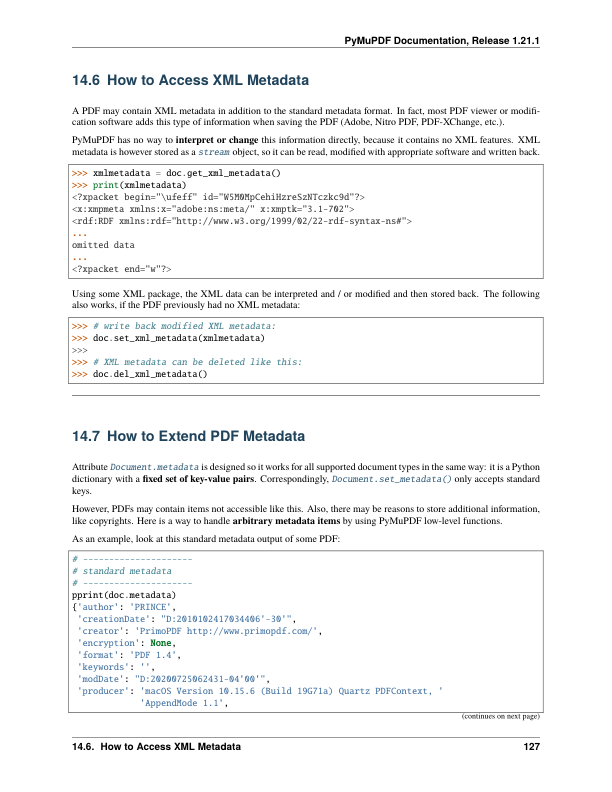 PyMuPDF Documentation, Release 1.21.1
14.6 How to Access XML Metadata
A PDF may contain XML metadata in addition to the standard metadata format. In fact, most PDF viewer or modifi-
cation software adds this type of information when saving the PDF (Adobe, Nitro PDF, PDF-XChange, etc.).
PyMuPDF has no way to interpret or change this information directly, because it contains no XML features. XML
metadata is however stored as a stream object, so it can be read, modified with appropriate software and written back.
>>> xmlmetadata = doc.get_xml_metadata()
>>> print(xmlmetadata)
<?xpacket begin="\ufeff" id="W5M0MpCehiHzreSzNTczkc9d"?>
<x:xmpmeta xmlns:x="adobe:ns:meta/" x:xmptk="3.1-702">
<rdf:RDF xmlns:rdf="http://www.w3.org/1999/02/22-rdf-syntax-ns#">
...
omitted data
...
<?xpacket end="w"?>
Using some XML package, the XML data can be interpreted and / or modified and then stored back. The following
also works, if the PDF previously had no XML metadata:
>>> # write back modified XML metadata:
>>> doc.set_xml_metadata(xmlmetadata)
>>>
>>> # XML metadata can be deleted like this:
>>> doc.del_xml_metadata()
14.7 How to Extend PDF Metadata
Attribute Document.metadata is designed so it works for all supported document types in the same way: it is a Python
dictionary with a fixed set of key-value pairs. Correspondingly, Document.set_metadata() only accepts standard
keys.
However, PDFs may contain items not accessible like this. Also, there may be reasons to store additional information,
like copyrights. Here is a way to handle arbitrary metadata items by using PyMuPDF low-level functions.
As an example, look at this standard metadata output of some PDF:
# ---------------------
# standard metadata
# ---------------------
pprint(doc.metadata)
{'author': 'PRINCE',
 'creationDate': "D:2010102417034406'-30'",
 'creator': 'PrimoPDF http://www.primopdf.com/',
 'encryption': None,
 'format': 'PDF 1.4',
 'keywords': '',
 'modDate': "D:20200725062431-04'00'",
 'producer': 'macOS Version 10.15.6 (Build 19G71a) Quartz PDFContext, '
             'AppendMode 1.1',
(continues on next page)
14.6. How to Access XML Metadata 127